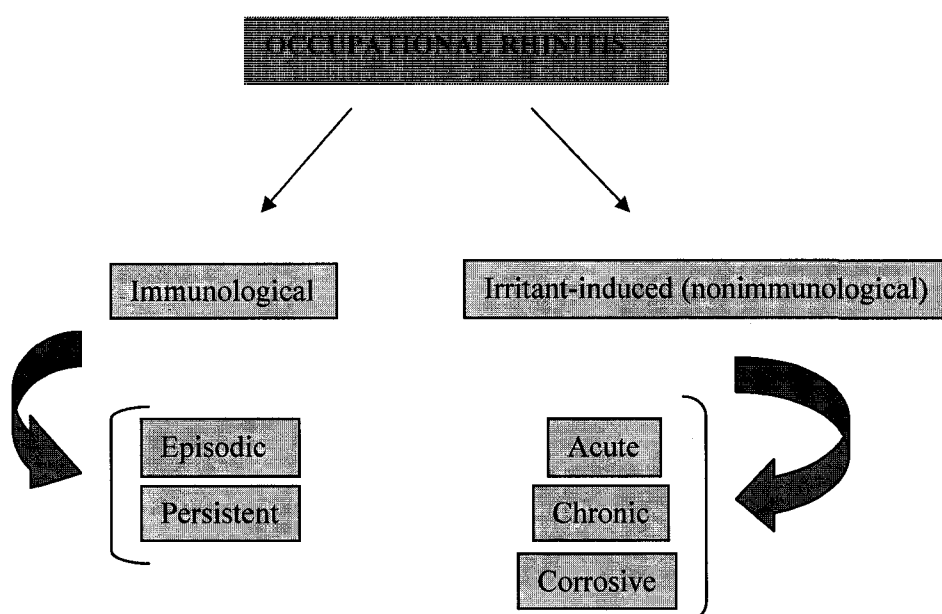 OCCUPATIONAL RHINITIS
Immunological
Irritant-induced (nonimmunological)
Episodic
Persistent
Acute
Chronic
Corrosive